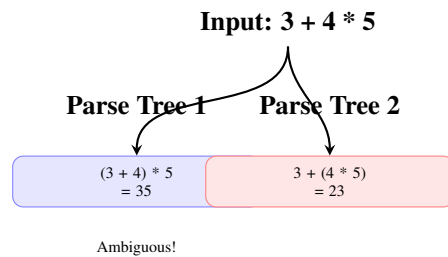 Input: 3 + 4 * 5
Parse Tree 1
Parse Tree 2
(3 + 4) * 5
= 35
3 + (4 * 5)
= 23
Ambiguous!